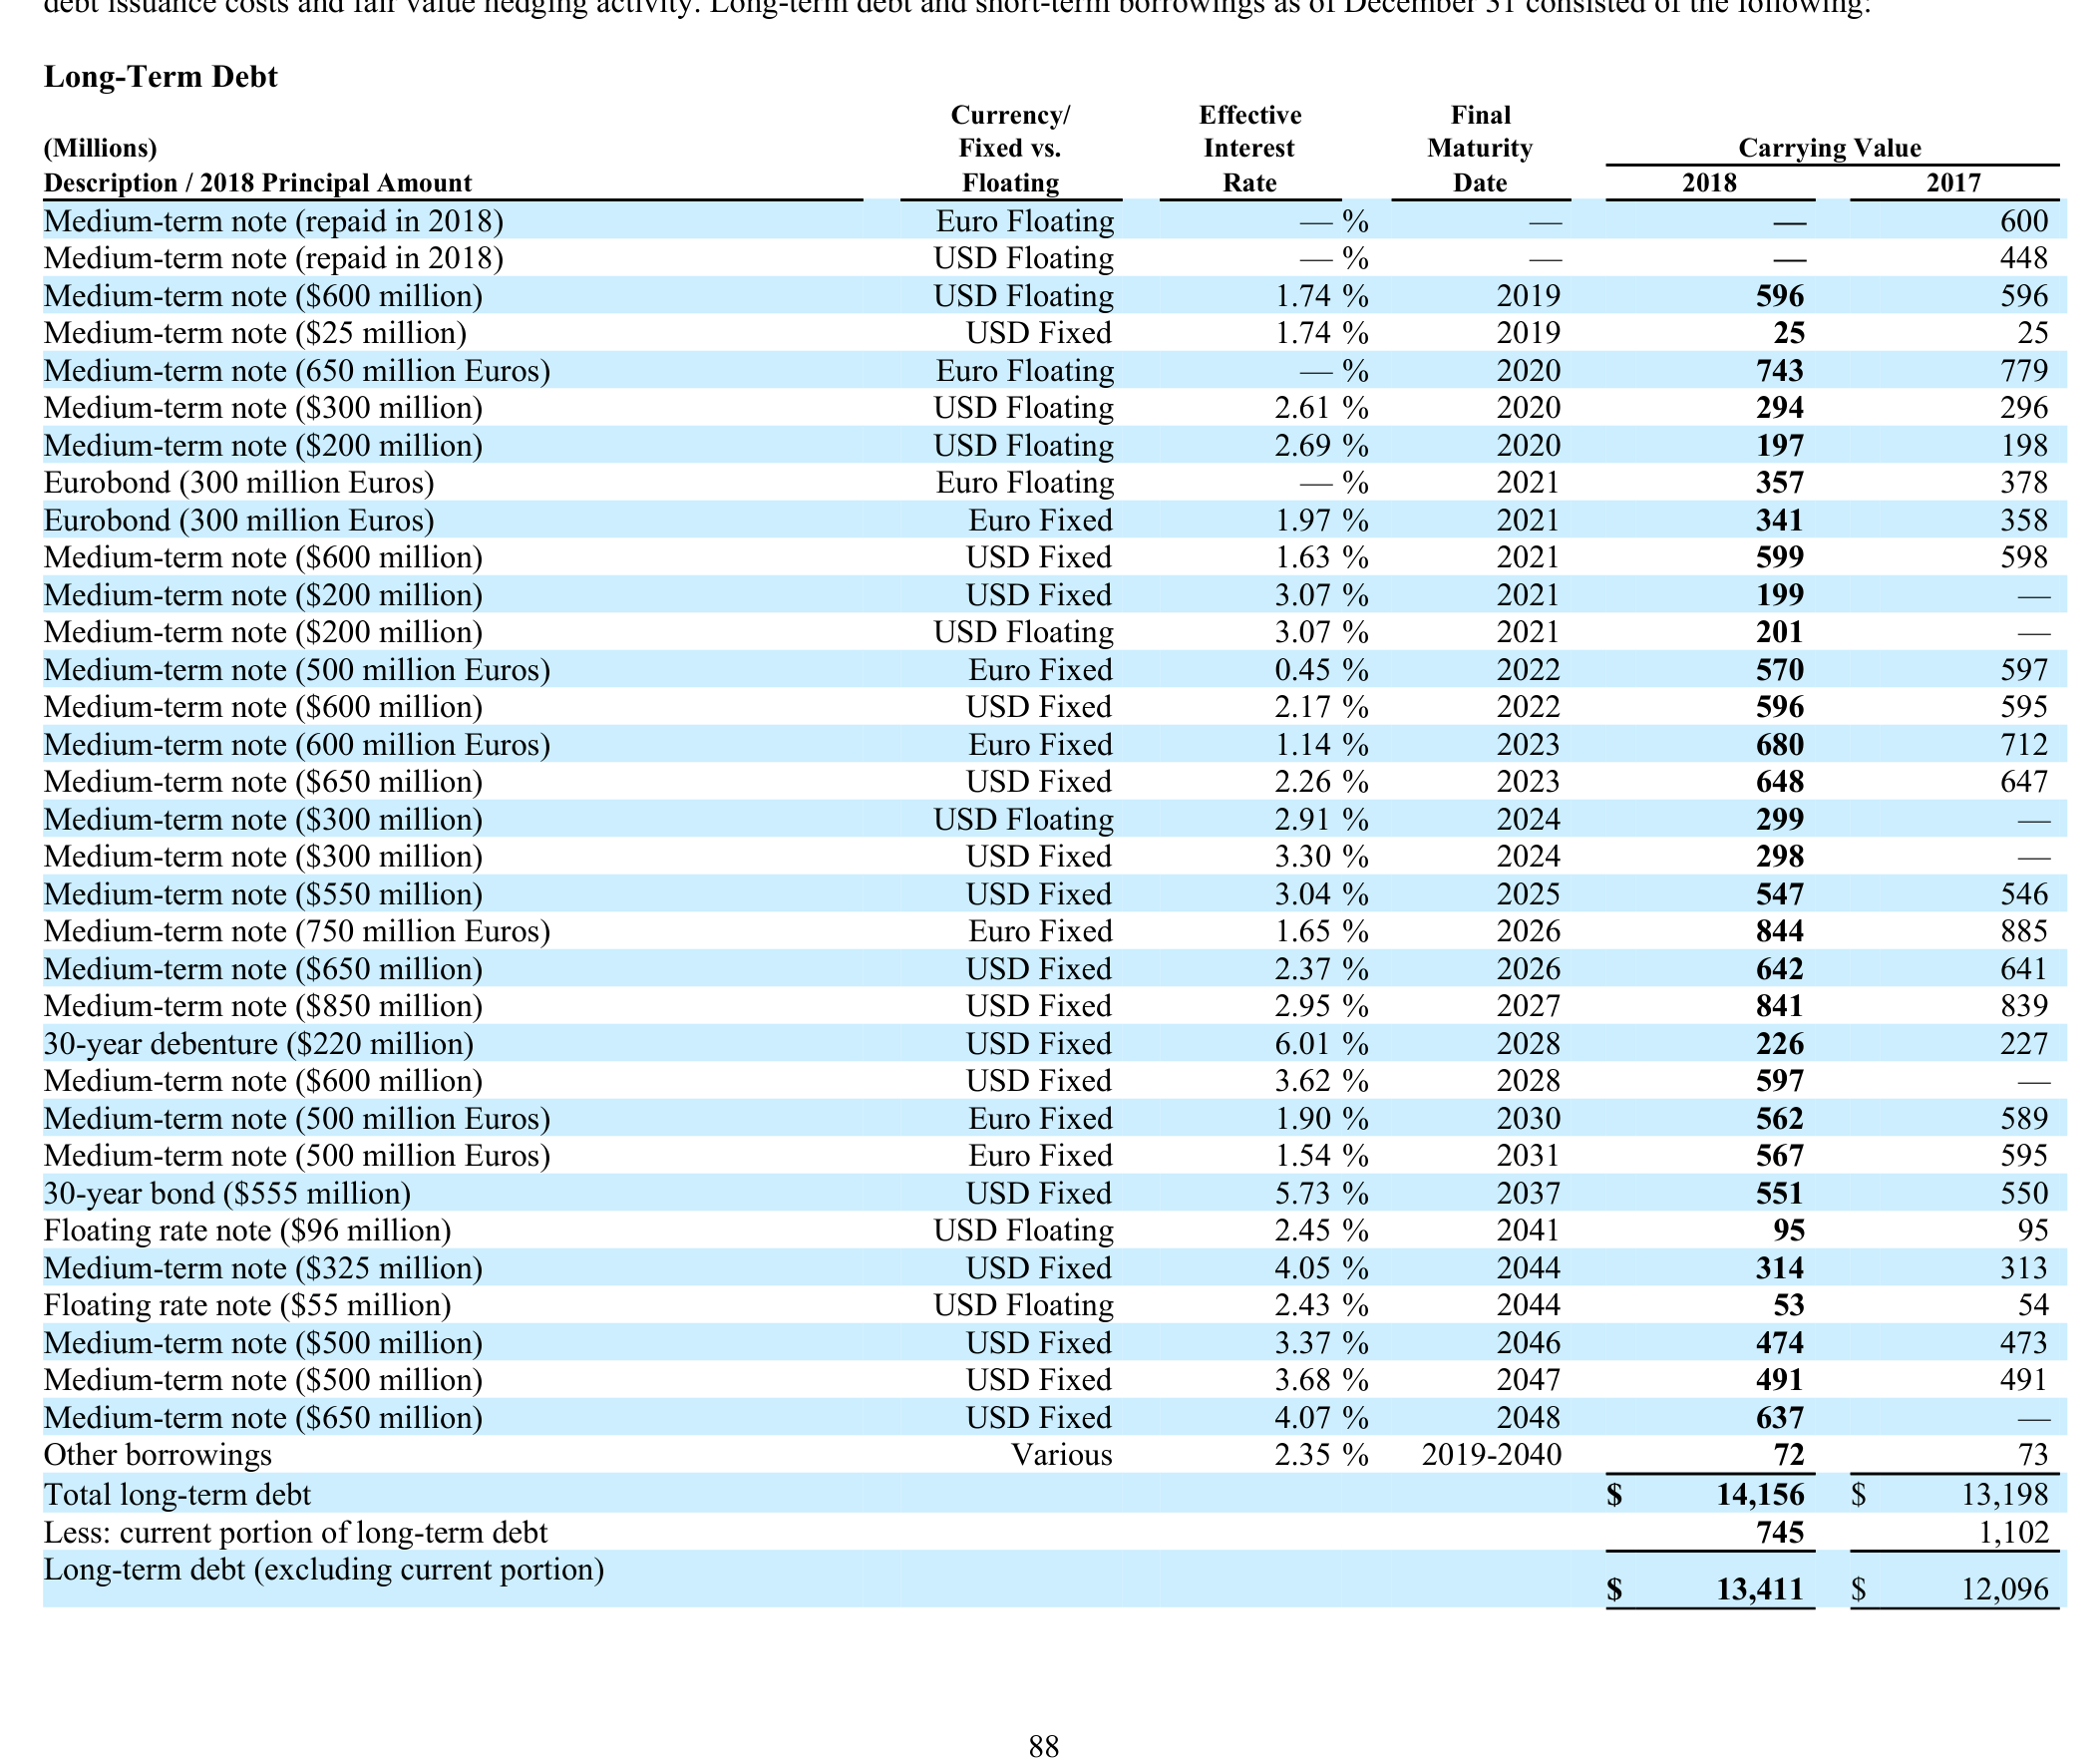 debt issuance costs and fair value hedging activity. Long-term debt and short-term borrowings as of December 31 consisted of the following:
Long-Term Debt
(Millions) Description / 2018 Principal Amount Currency/ Fixed vs. Floating Effective Interest Rate Final Maturity Date Carrying Value 2018 2017
Medium-term note (repaid in 2018) Euro Floating — % — — 600
Medium-term note (repaid in 2018) USD Floating — % — — 448
Medium-term note ($600 million) USD Floating 1.74 % 2019 596 596
Medium-term note ($25 million) USD Fixed 1.74 % 2019 25 25
Medium-term note (650 million Euros) Euro Floating — % 2020 743 779
Medium-term note ($300 million) USD Floating 2.61 % 2020 294 296
Medium-term note ($200 million) USD Floating 2.69 % 2020 197 198
Eurobond (300 million Euros) Euro Floating — % 2021 357 378
Eurobond (300 million Euros) Euro Fixed 1.97 % 2021 341 358
Medium-term note ($600 million) USD Fixed 1.63 % 2021 599 598
Medium-term note ($200 million) USD Fixed 3.07 % 2021 199 —
Medium-term note ($200 million) USD Floating 3.07 % 2021 201 —
Medium-term note (500 million Euros) Euro Fixed 0.45 % 2022 570 597
Medium-term note ($600 million) USD Fixed 2.17 % 2022 596 595
Medium-term note (600 million Euros) Euro Fixed 1.14 % 2023 680 712
Medium-term note ($650 million) USD Fixed 2.26 % 2023 648 647
Medium-term note ($300 million) USD Floating 2.91 % 2024 299 —
Medium-term note ($300 million) USD Fixed 3.30 % 2024 298 —
Medium-term note ($550 million) USD Fixed 3.04 % 2025 547 546
Medium-term note (750 million Euros) Euro Fixed 1.65 % 2026 844 885
Medium-term note ($650 million) USD Fixed 2.37 % 2026 642 641
Medium-term note ($850 million) USD Fixed 2.95 % 2027 841 839
30-year debenture ($220 million) USD Fixed 6.01 % 2028 226 227
Medium-term note ($600 million) USD Fixed 3.62 % 2028 597 —
Medium-term note (500 million Euros) Euro Fixed 1.90 % 2030 562 589
Medium-term note (500 million Euros) Euro Fixed 1.54 % 2031 567 595
30-year bond ($555 million) USD Fixed 5.73 % 2037 551 550
Floating rate note ($96 million) USD Floating 2.45 % 2041 95 95
Medium-term note ($325 million) USD Fixed 4.05 % 2044 314 313
Floating rate note ($55 million) USD Floating 2.43 % 2044 53 54
Medium-term note ($500 million) USD Fixed 3.37 % 2046 474 473
Medium-term note ($500 million) USD Fixed 3.68 % 2047 491 491
Medium-term note ($650 million) USD Fixed 4.07 % 2048 637 —
Other borrowings Various 2.35 % 2019-2040 72 73
Total long-term debt $ 14,156 $ 13,198
Less: current portion of long-term debt 745 1,102
Long-term debt (excluding current portion) $ 13,411 $ 12,096
88